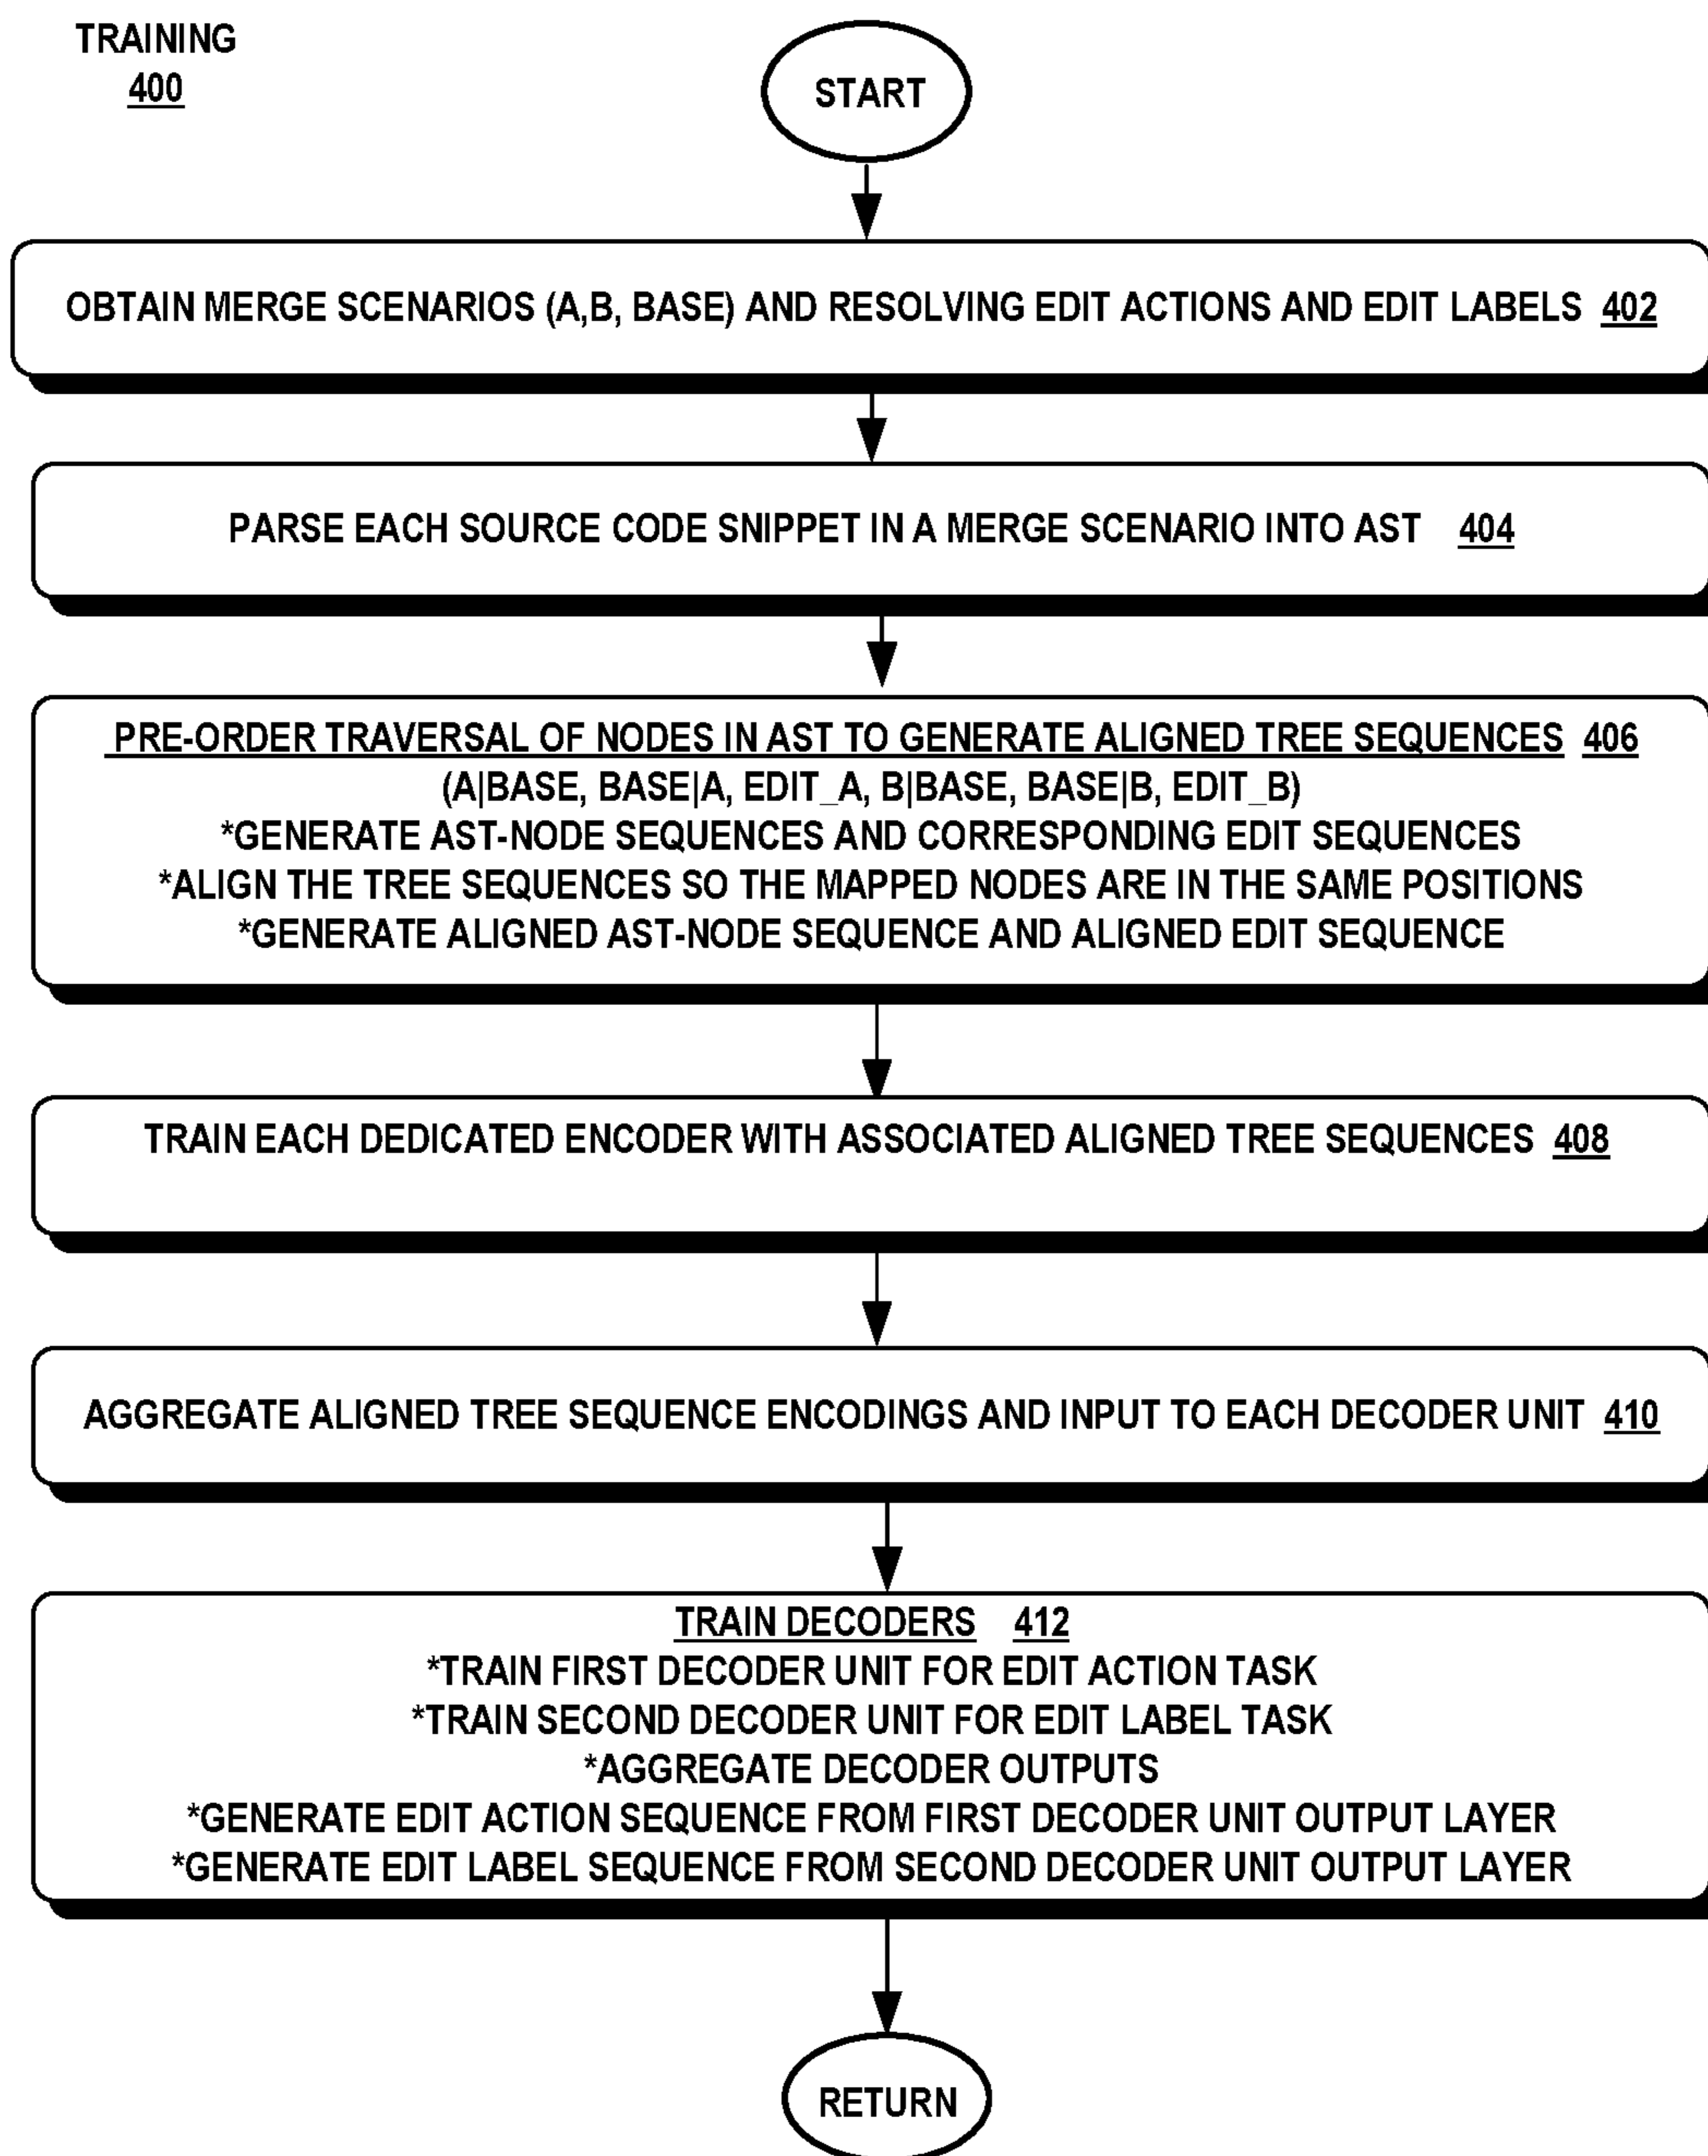 TRAINING
400
START
OBTAIN MERGE SCENARIOS (A,B, BASE) AND RESOLVING EDIT ACTIONS AND EDIT LABELS 402
PARSE EACH SOURCE CODE SNIPPET IN A MERGE SCENARIO INTO AST 404
PRE-ORDER TRAVERSAL OF NODES IN AST TO GENERATE ALIGNED TREE SEQUENCES 406
(A|BASE, BASE|A, EDIT_A, B|BASE, BASE|B, EDIT_B)
*GENERATE AST-NODE SEQUENCES AND CORRESPONDING EDIT SEQUENCES
*ALIGN THE TREE SEQUENCES SO THE MAPPED NODES ARE IN THE SAME POSITIONS
*GENERATE ALIGNED AST-NODE SEQUENCE AND ALIGNED EDIT SEQUENCE
TRAIN EACH DEDICATED ENCODER WITH ASSOCIATED ALIGNED TREE SEQUENCES 408
AGGREGATE ALIGNED TREE SEQUENCE ENCODINGS AND INPUT TO EACH DECODER UNIT 410
TRAIN DECODERS 412
*TRAIN FIRST DECODER UNIT FOR EDIT ACTION TASK
*TRAIN SECOND DECODER UNIT FOR EDIT LABEL TASK
*AGGREGATE DECODER OUTPUTS
*GENERATE EDIT ACTION SEQUENCE FROM FIRST DECODER UNIT OUTPUT LAYER
*GENERATE EDIT LABEL SEQUENCE FROM SECOND DECODER UNIT OUTPUT LAYER
RETURN